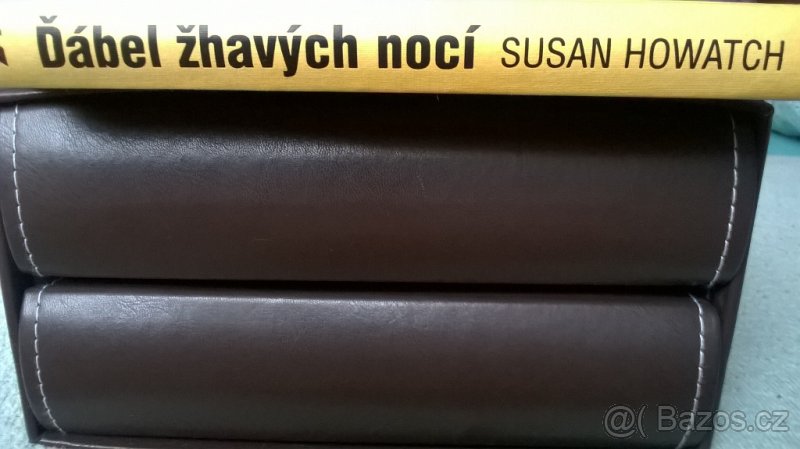 Ďábel žhavých nocí SUSAN HOWATCH
@( Bazos.cz